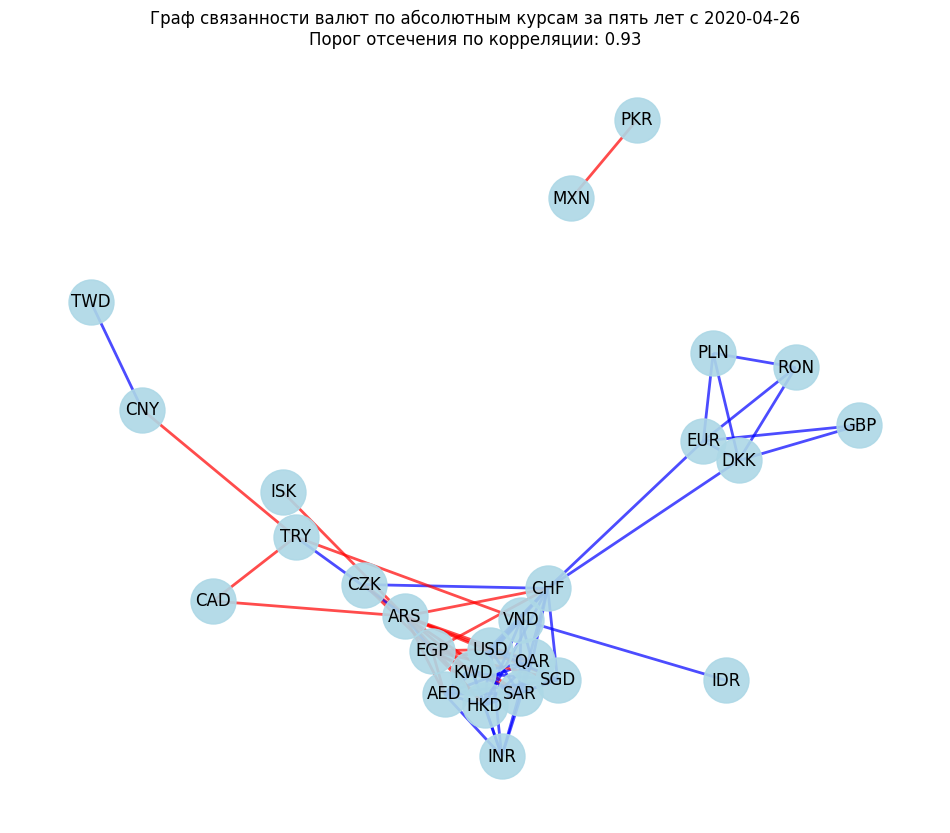 Граф связанности валют по абсолютным курсам за пять лет с 2020-04-26
Порог отсечения по корреляции: 0.93
PKR
MXN
TWD
PLN
RON
CNY
GBP
EUR
DKK
ISK
TRY
CZK
CHF
CAD
ARS
VND
EGP
USD
QAR
KWD
SGD
IDR
AED
SAR
HKD
INR